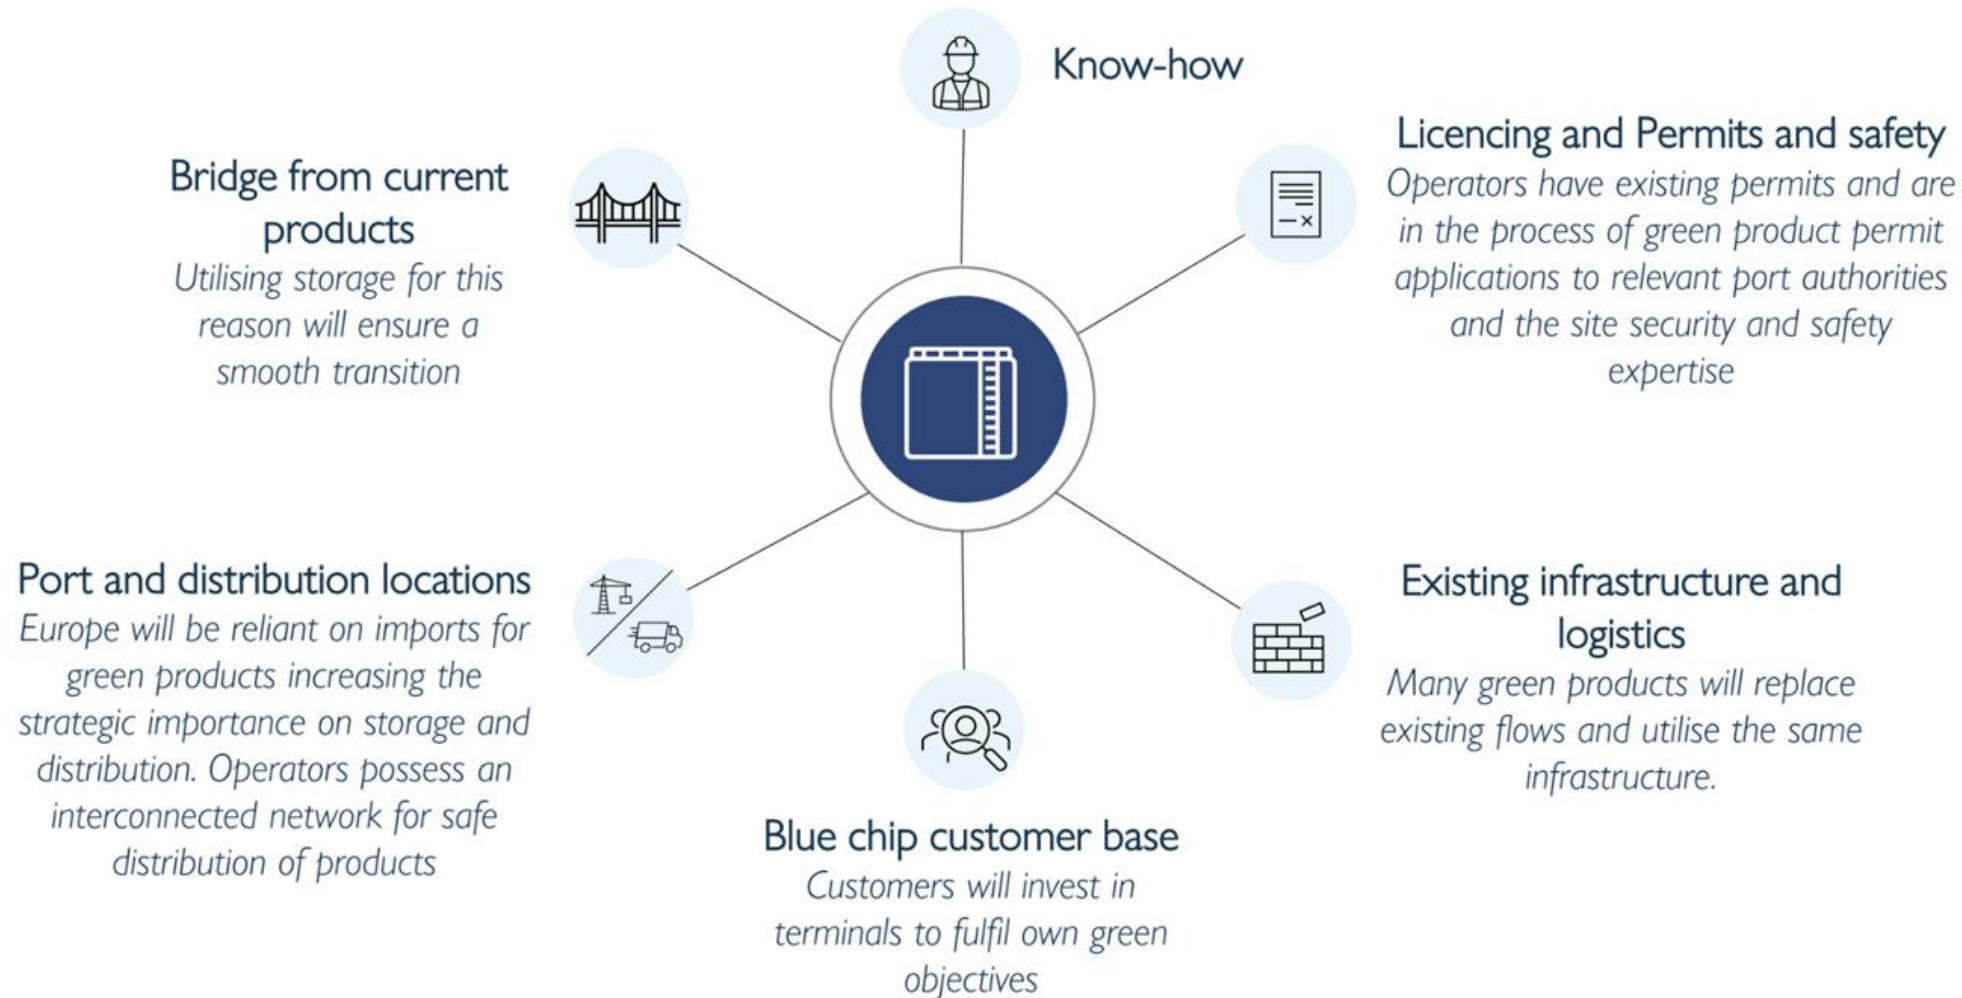 Know-how
Licencing and Permits and safety
Operators have existing permits and are
in the process of green product permit
applications to relevant port authorities
and the site security and safety
expertise
Bridge from current
products
Utilising storage for this
reason will ensure a
smooth transition
Port and distribution locations
Europe will be reliant on imports for
green products increasing the
strategic importance on storage and
distribution. Operators possess an
interconnected network for safe
distribution of products
Existing infrastructure and
logistics
Many green products will replace
existing flows and utilise the same
infrastructure.
Blue chip customer base
Customers will invest in
terminals to fulfil own green
objectives